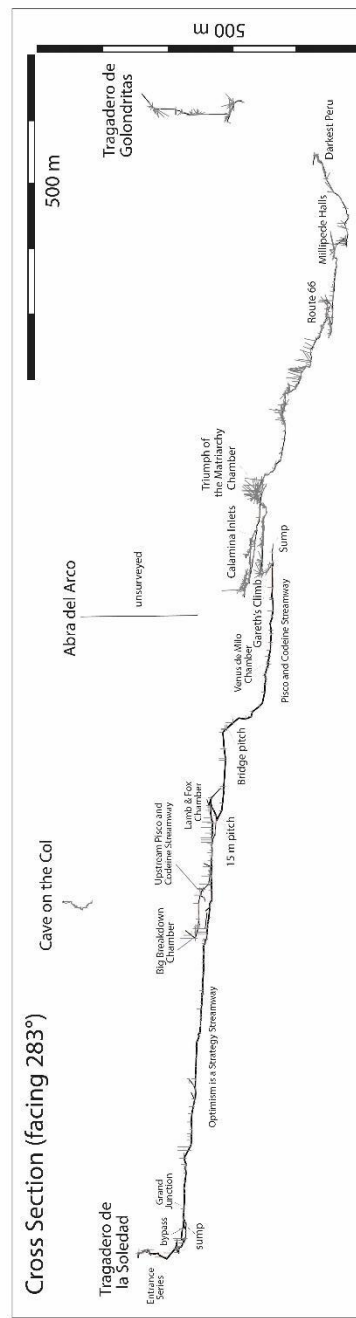 Cross Section (facing 283º)
Cave on the Col
Abra del Arco
unsurveyed
500 m
500 m
Tragadero de
Golondritas
Tragadero de
la Soledad
Entrance
Series
bypass
sump
Grand
Junction
Optimism is a Strategy Streamway
Big Breakdown
Chamber
Upstream Pisco and
Codeine Streamway
Lamb & Fox
Chamber
15 m pitch
Bridge pitch
Venus de Milo
Chamber
Pisco and Codeine Streamway
Gareth's Climb
Sump
Calamina Inlets
Triumph of
the Matriarchy
Chamber
Route 66
Millipede Halls
Darkest Peru